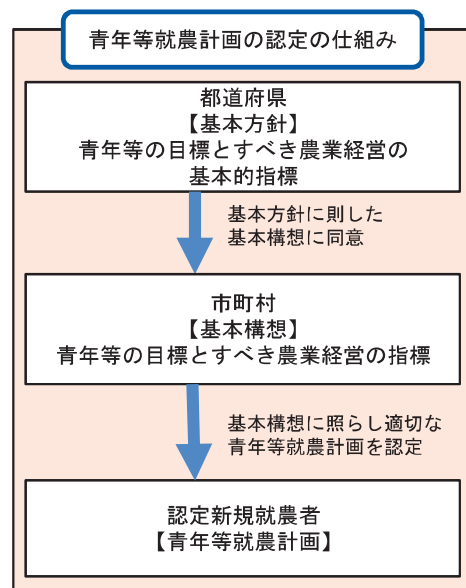 青年等就農計画の認定の仕組み
都道府県
【基本方針】
青年等の目標とすべき農業経営の
基本的指標
基本方針に則した
基本構想に同意
市町村
【基本構想】
青年等の目標とすべき農業経営の指標
基本構想に照らし適切な
青年等就農計画を認定
認定新規就農者
【青年等就農計画】